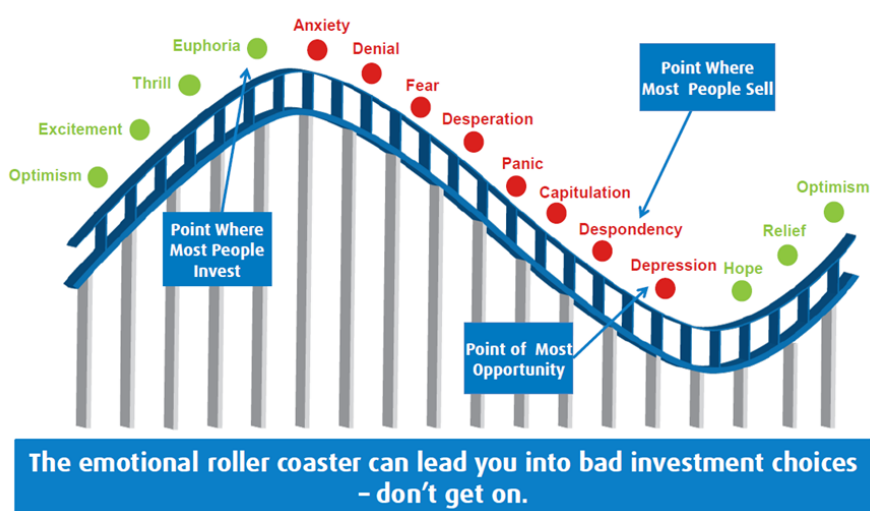 Optimism
Excitement
Thrill
Euphoria
Anxiety
Denial
Fear
Desperation
Panic
Capitulation
Despondency
Depression
Hope
Relief
Optimism
Point Where
Most People
Invest
Point Where
Most People Sell
Point of Most
Opportunity
The emotional roller coaster can lead you into bad investment choices
– don't get on.